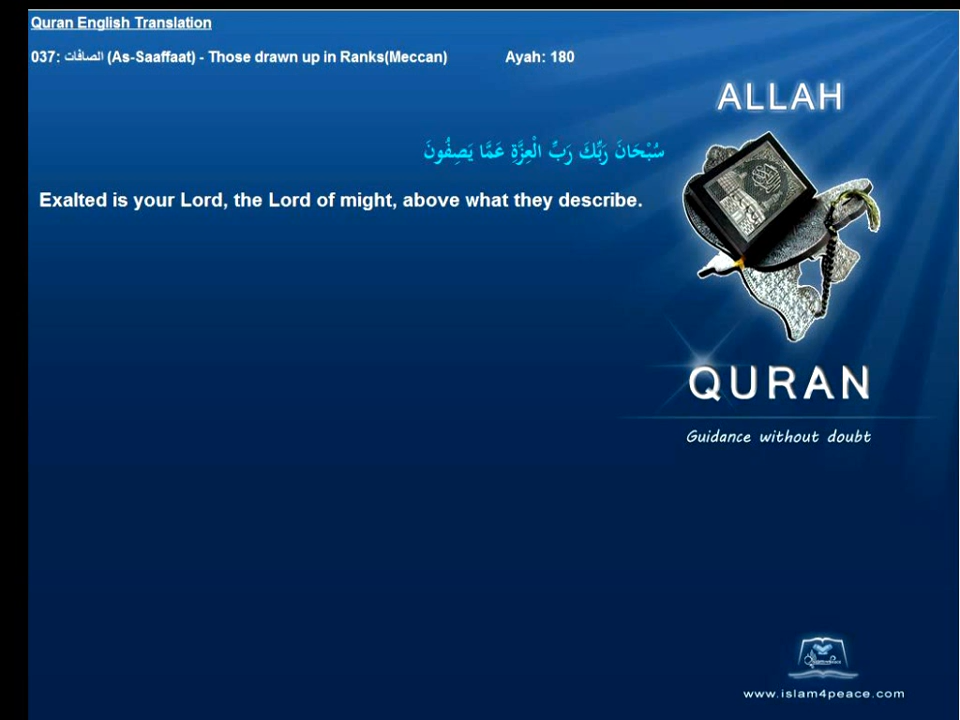 Quran English Translation
037: الصافات (As-Saaffaat) - Those drawn up in Ranks(Meccan) Ayah: 180
ALLAH
سُبْحَانَ رَبِّكَ رَبِّ الْعِزَّةِ عَمَّا يَصِفُونَ
Exalted is your Lord, the Lord of might, above what they describe.
QURAN
Guidance without doubt
www.islam4peace.com